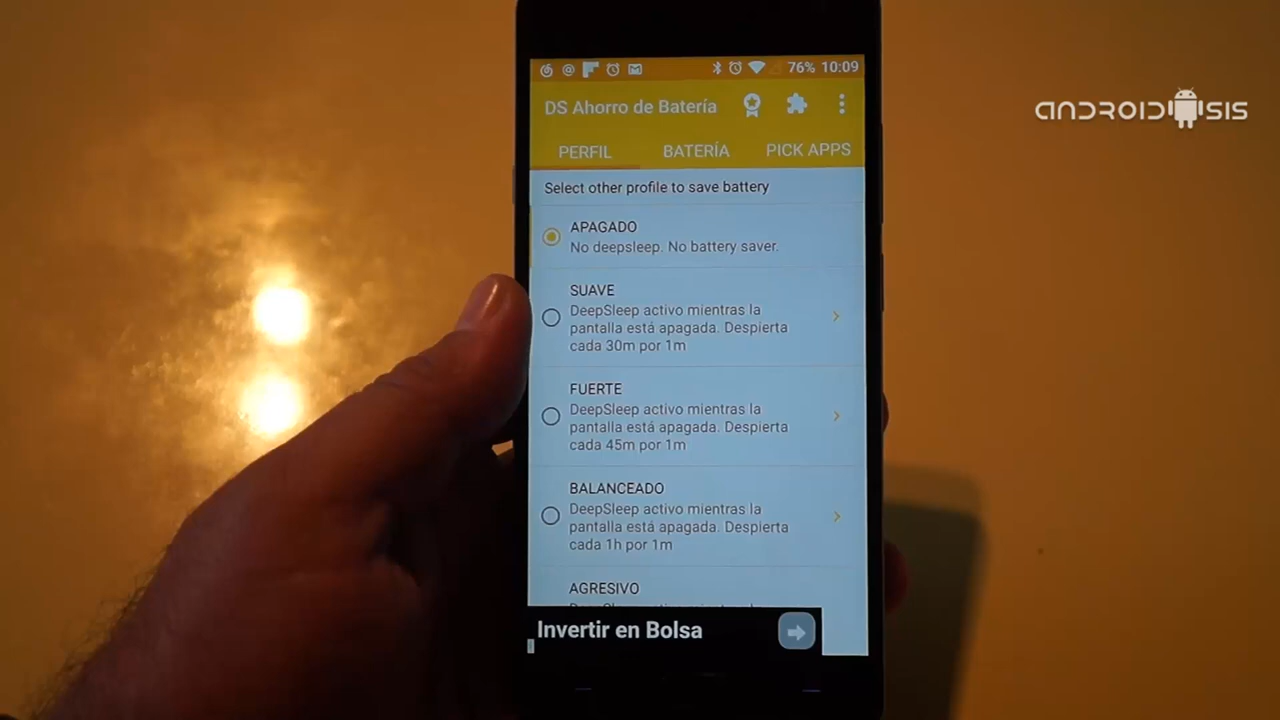 76% 10:09
DS Ahorro de Batería
PERFIL BATERÍA PICK APPS
Select other profile to save battery
APAGADO
No deepsleep. No battery saver.
SUAVE
DeepSleep activo mientras la
pantalla está apagada. Despierta
cada 30m por 1m
FUERTE
DeepSleep activo mientras la
pantalla está apagada. Despierta
cada 45m por 1m
BALANCEADO
DeepSleep activo mientras la
pantalla está apagada. Despierta
cada 1h por 1m
AGRESIVO
Invertir en Bolsa
ANDROIDSIS